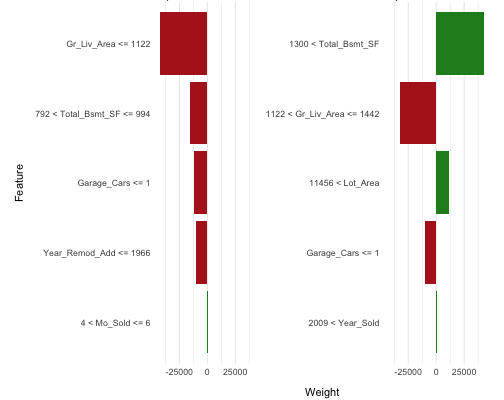 Gr_Liv_Area <= 1122
792 < Total_Bsmt_SF <= 994
Garage_Cars <= 1
Year_Remod_Add <= 1966
4 < Mo_Sold <= 6
-25000 0 25000
1300 < Total_Bsmt_SF
1122 < Gr_Liv_Area <= 1442
11456 < Lot_Area
Garage_Cars <= 1
2009 < Year_Sold
-25000 0 25000
Feature
Weight